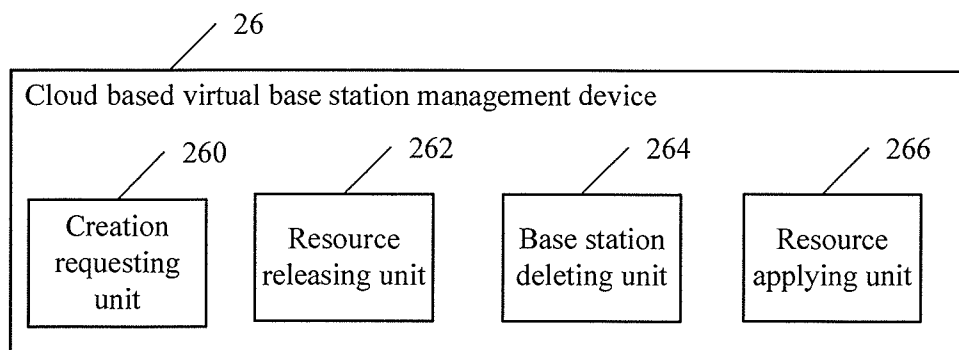 26
Cloud based virtual base station management device
260
262
264
266
Creation
requesting
unit
Resource
releasing unit
Base station
deleting unit
Resource
applying unit